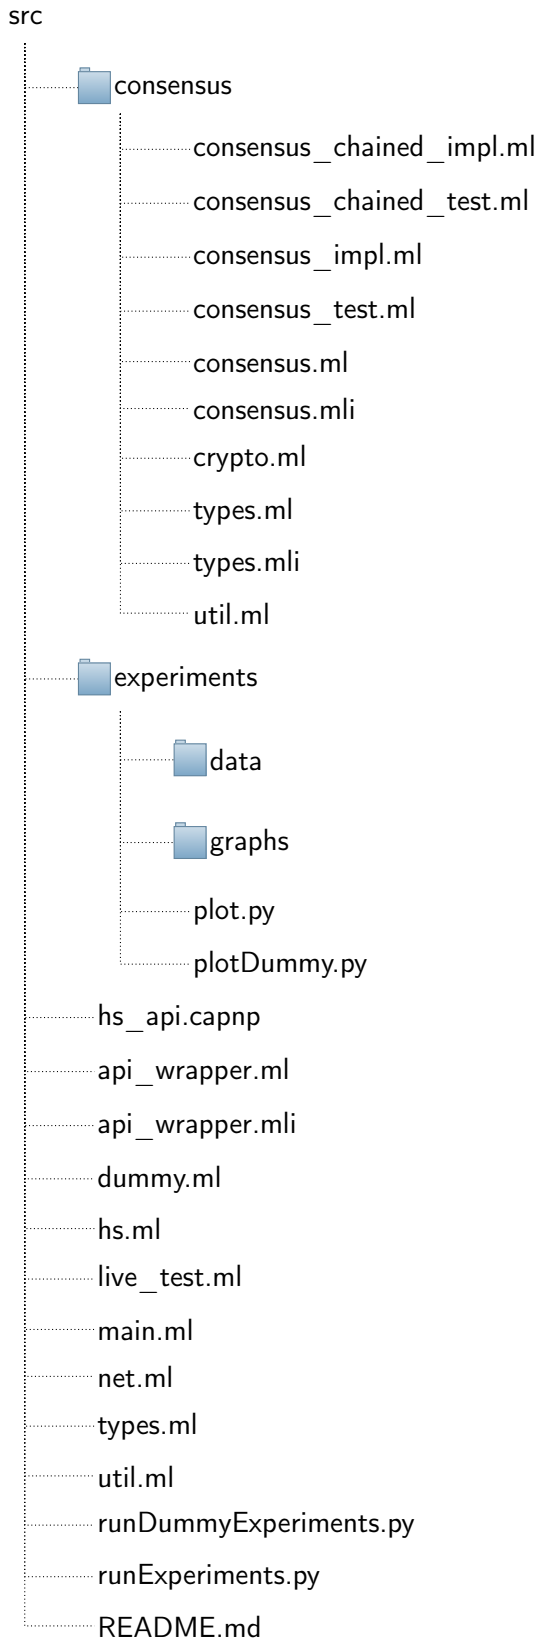 src
consensus
consensus_chained_impl.ml
consensus_chained_test.ml
consensus_impl.ml
consensus_test.ml
consensus.ml
consensus.mli
crypto.ml
types.ml
types.mli
util.ml
experiments
data
graphs
plot.py
plotDummy.py
hs_api.capnp
api_wrapper.ml
api_wrapper.mli
dummy.ml
hs.ml
live_test.ml
main.ml
net.ml
types.ml
util.ml
runDummyExperiments.py
runExperiments.py
README.md